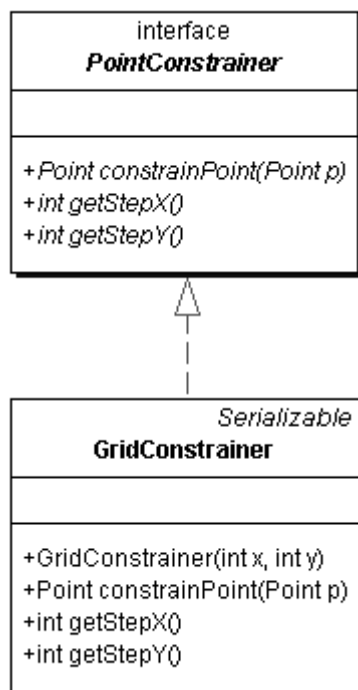 interface
PointConstrainer
+Point constrainPoint(Point p)
+int getStepX()
+int getStepY()
Serializable
GridConstrainer
+GridConstrainer(int x, int y)
+Point constrainPoint(Point p)
+int getStepX()
+int getStepY()